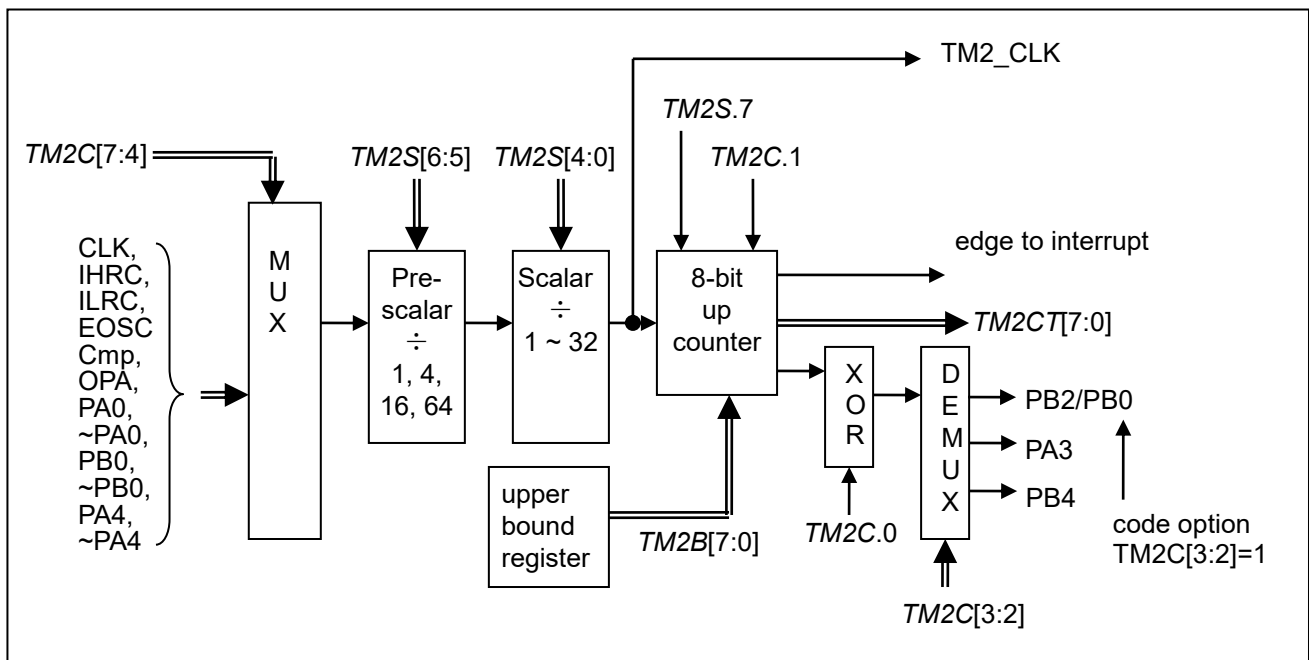 TM2_CLK
TM2S.7
TM2C[7:4]
TM2S[6:5]
TM2S[4:0]
TM2C.1
CLK,
IHRC,
ILRC,
EOSC
Cmp,
OPA,
PA0,
~PA0,
PB0,
~PB0,
PA4,
~PA4
M
U
X
Pre-
scalar
÷
1, 4,
16, 64
Scalar
÷
1 ~ 32
8-bit
up
counter
edge to interrupt
TM2CT[7:0]
X
O
R
D
E
M
U
X
PB2/PB0
PA3
PB4
upper
bound
register
TM2B[7:0]
TM2C.0
code option
TM2C[3:2]=1
TM2C[3:2]